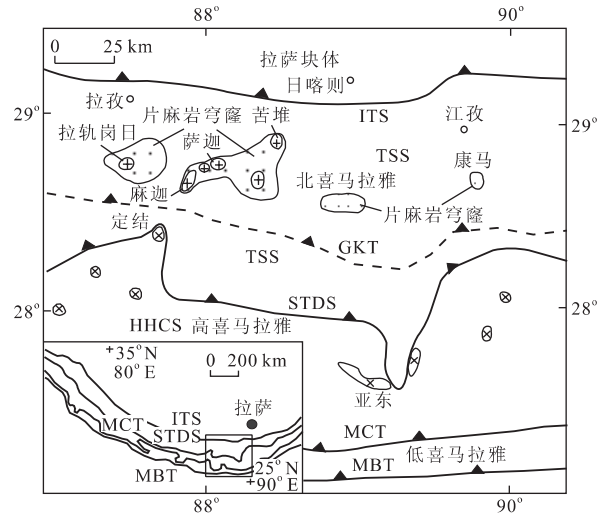 88° 90°
0 25 km
拉萨块体
日喀则
拉孜
ITS
29° 29°
片麻岩穹窿 苦堆
江孜
拉轨岗日
萨迦
TSS
康马
北喜马拉雅
麻迦
片麻岩穹窿
定结
GKT
TSS
STDS
28° 28°
HHCS 高喜马拉雅
+35°N
80°E
0 200 km
亚东
拉萨
MCT
ITS
STDS
MCT
低喜马拉雅
MBT
MBT
25°N
+90°E
88° 90°